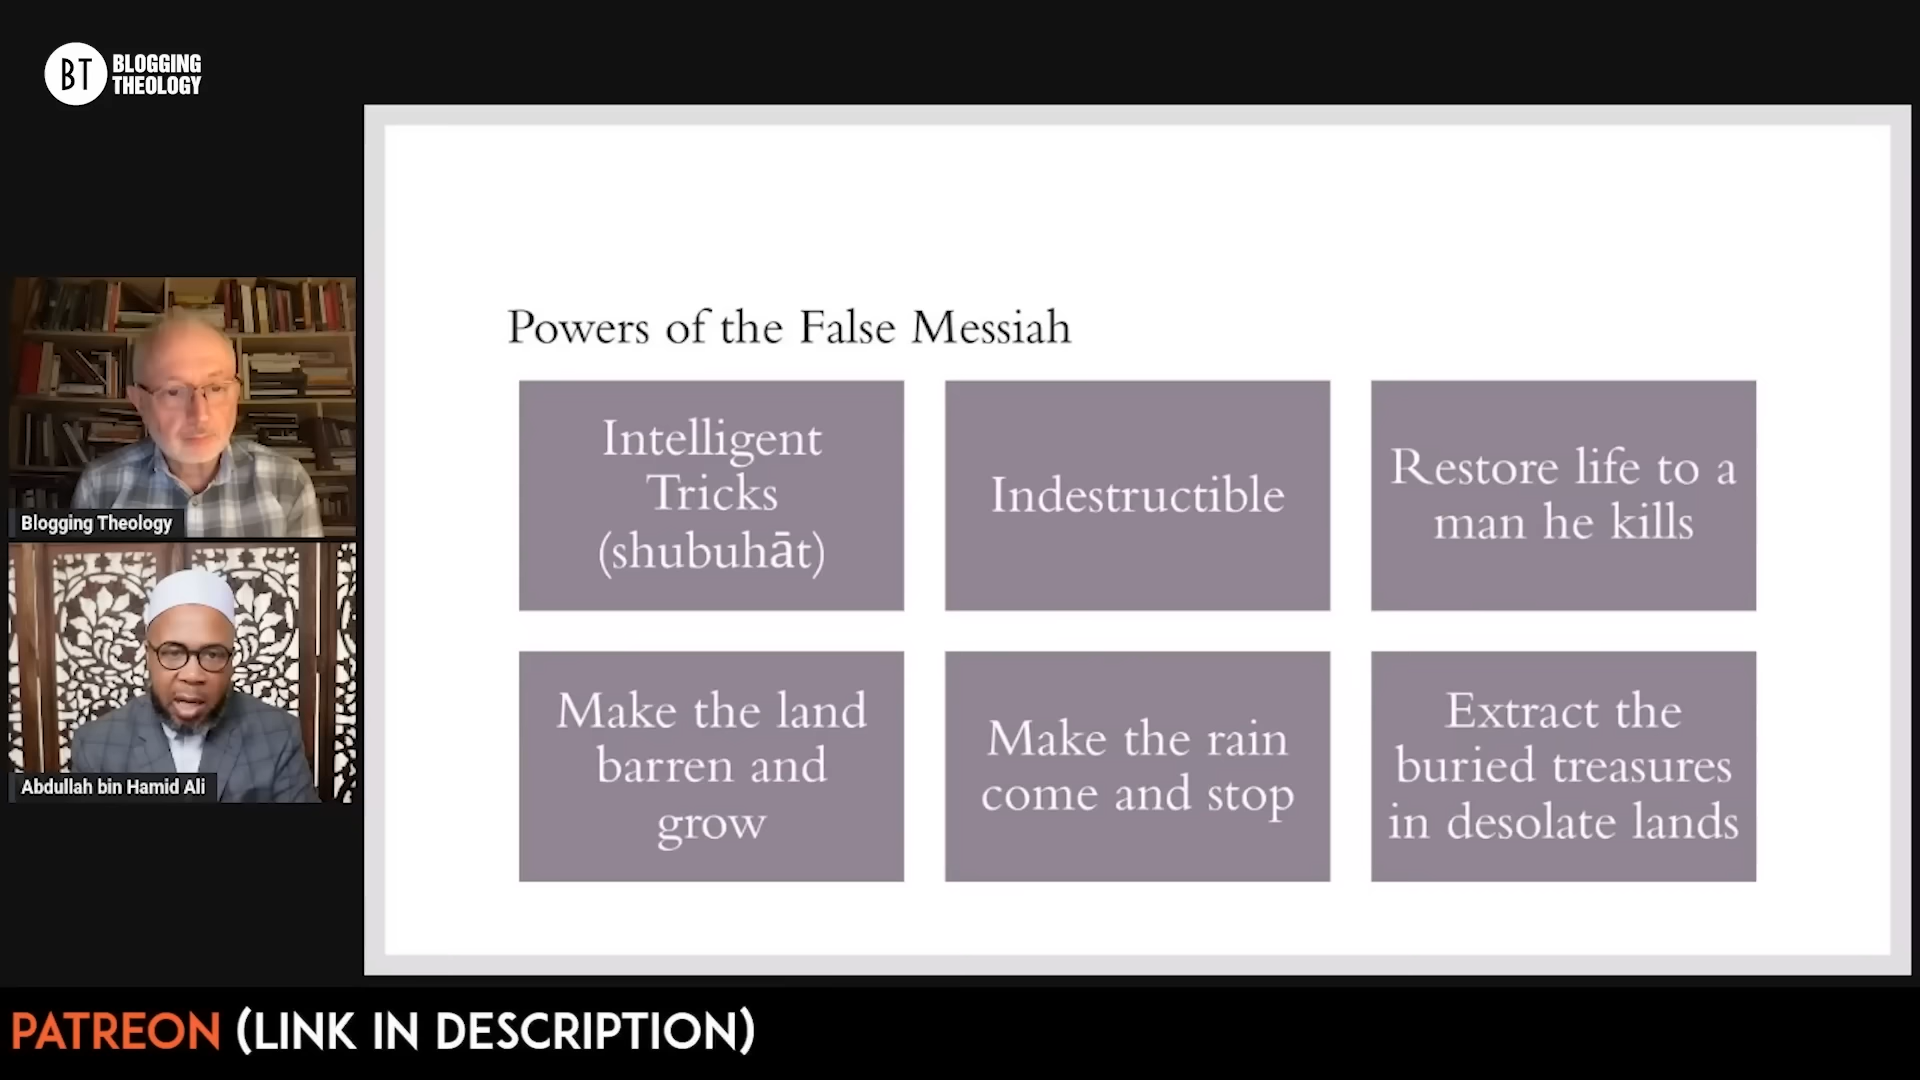 BT BLOGGING
THEOLOGY
Powers of the False Messiah
Intelligent
Tricks
(shubuhāt)
Indestructible
Restore life to a
man he kills
Make the land
barren and
grow
Make the rain
come and stop
Extract the
buried treasures
in desolate lands
Blogging Theology
Abdullah bin Hamid Ali
PATREON (LINK IN DESCRIPTION)